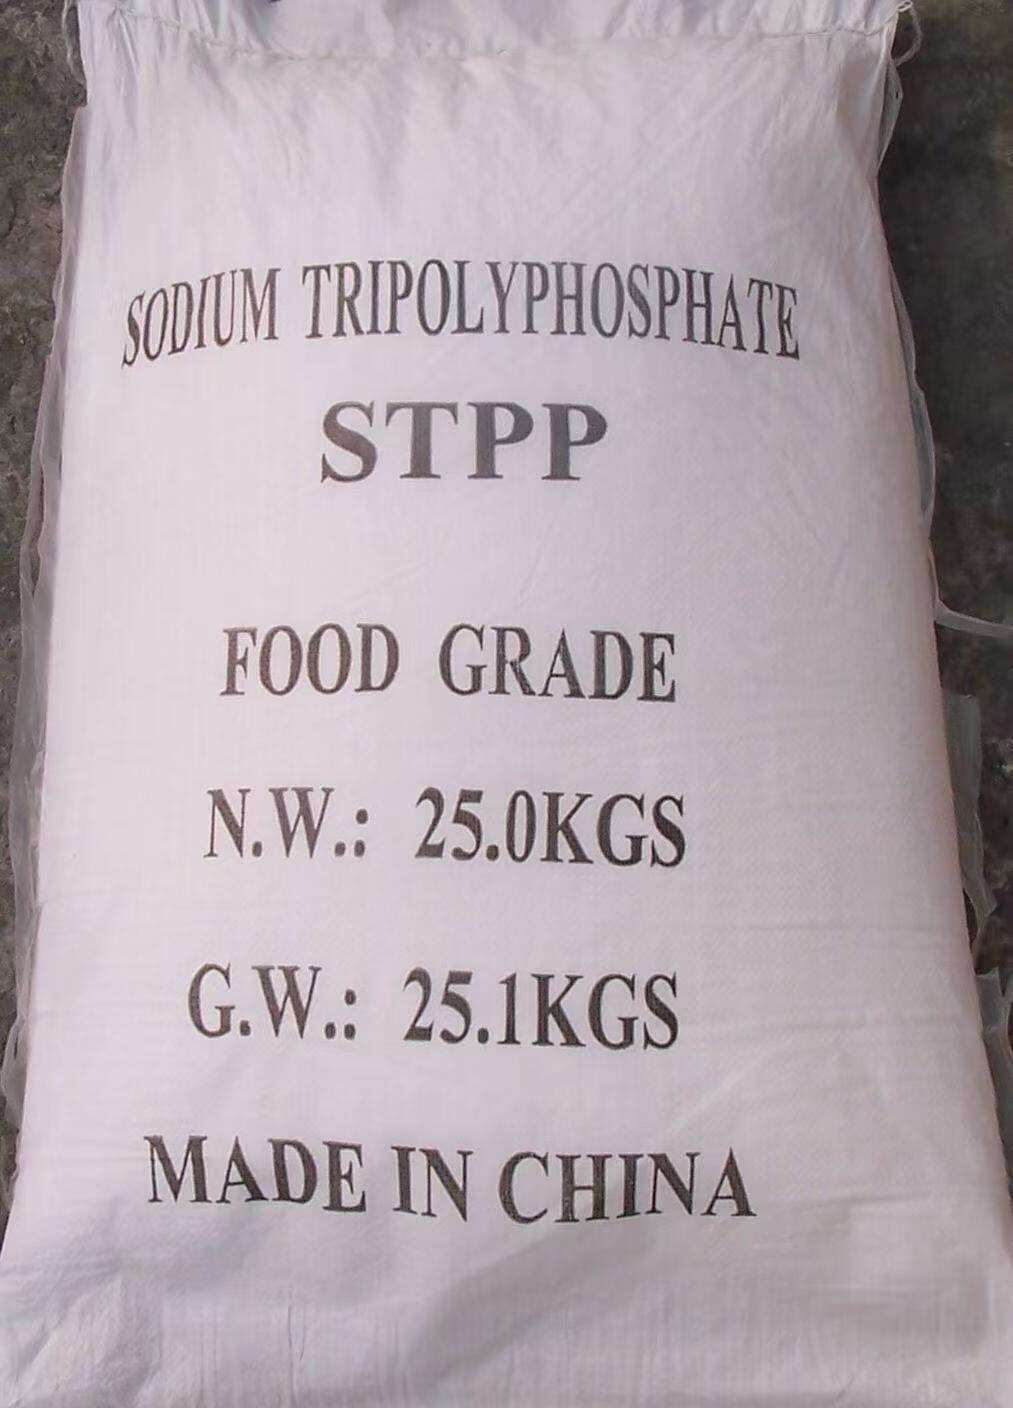 SODIUM TRIPOLYPHOSPHATE
STPP
FOOD GRADE
N.W.: 25.0KGS
G.W.: 25.1KGS
MADE IN CHINA